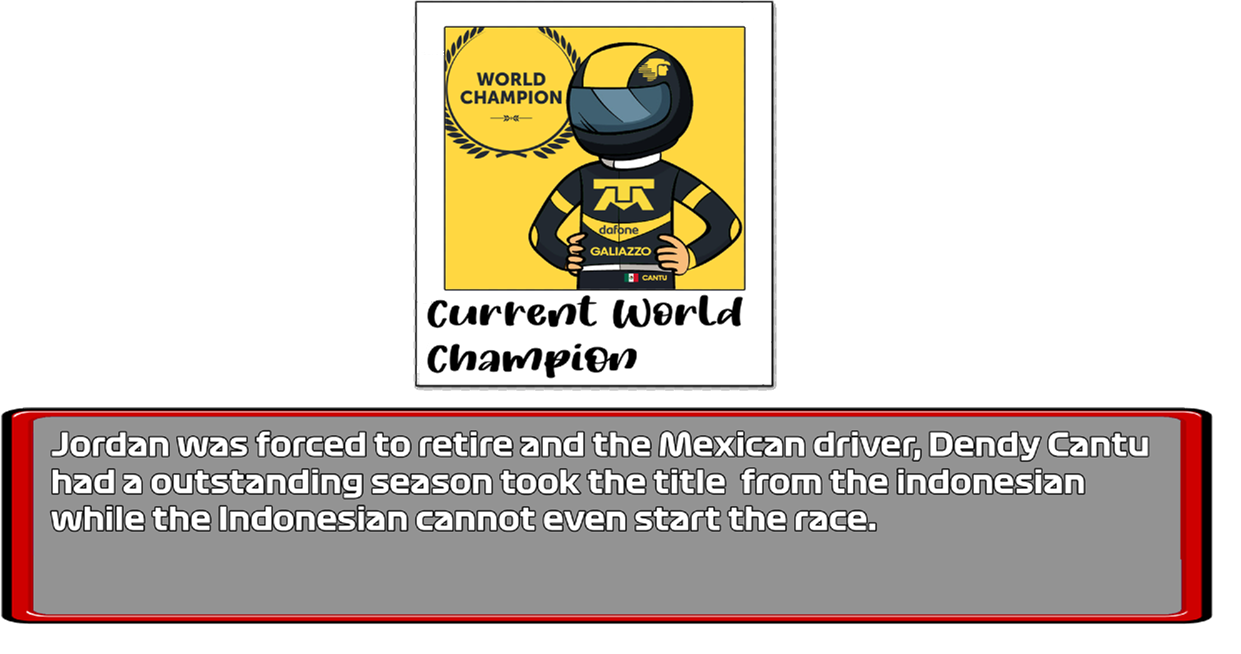 WORLD
CHAMPION
dafone
GALIAZZO
CANTU
Current World
Champion
Jordan was forced to retire and the Mexican driver, Dendy Cantu
had a outstanding season took the title from the indonesian
while the Indonesian cannot even start the race.